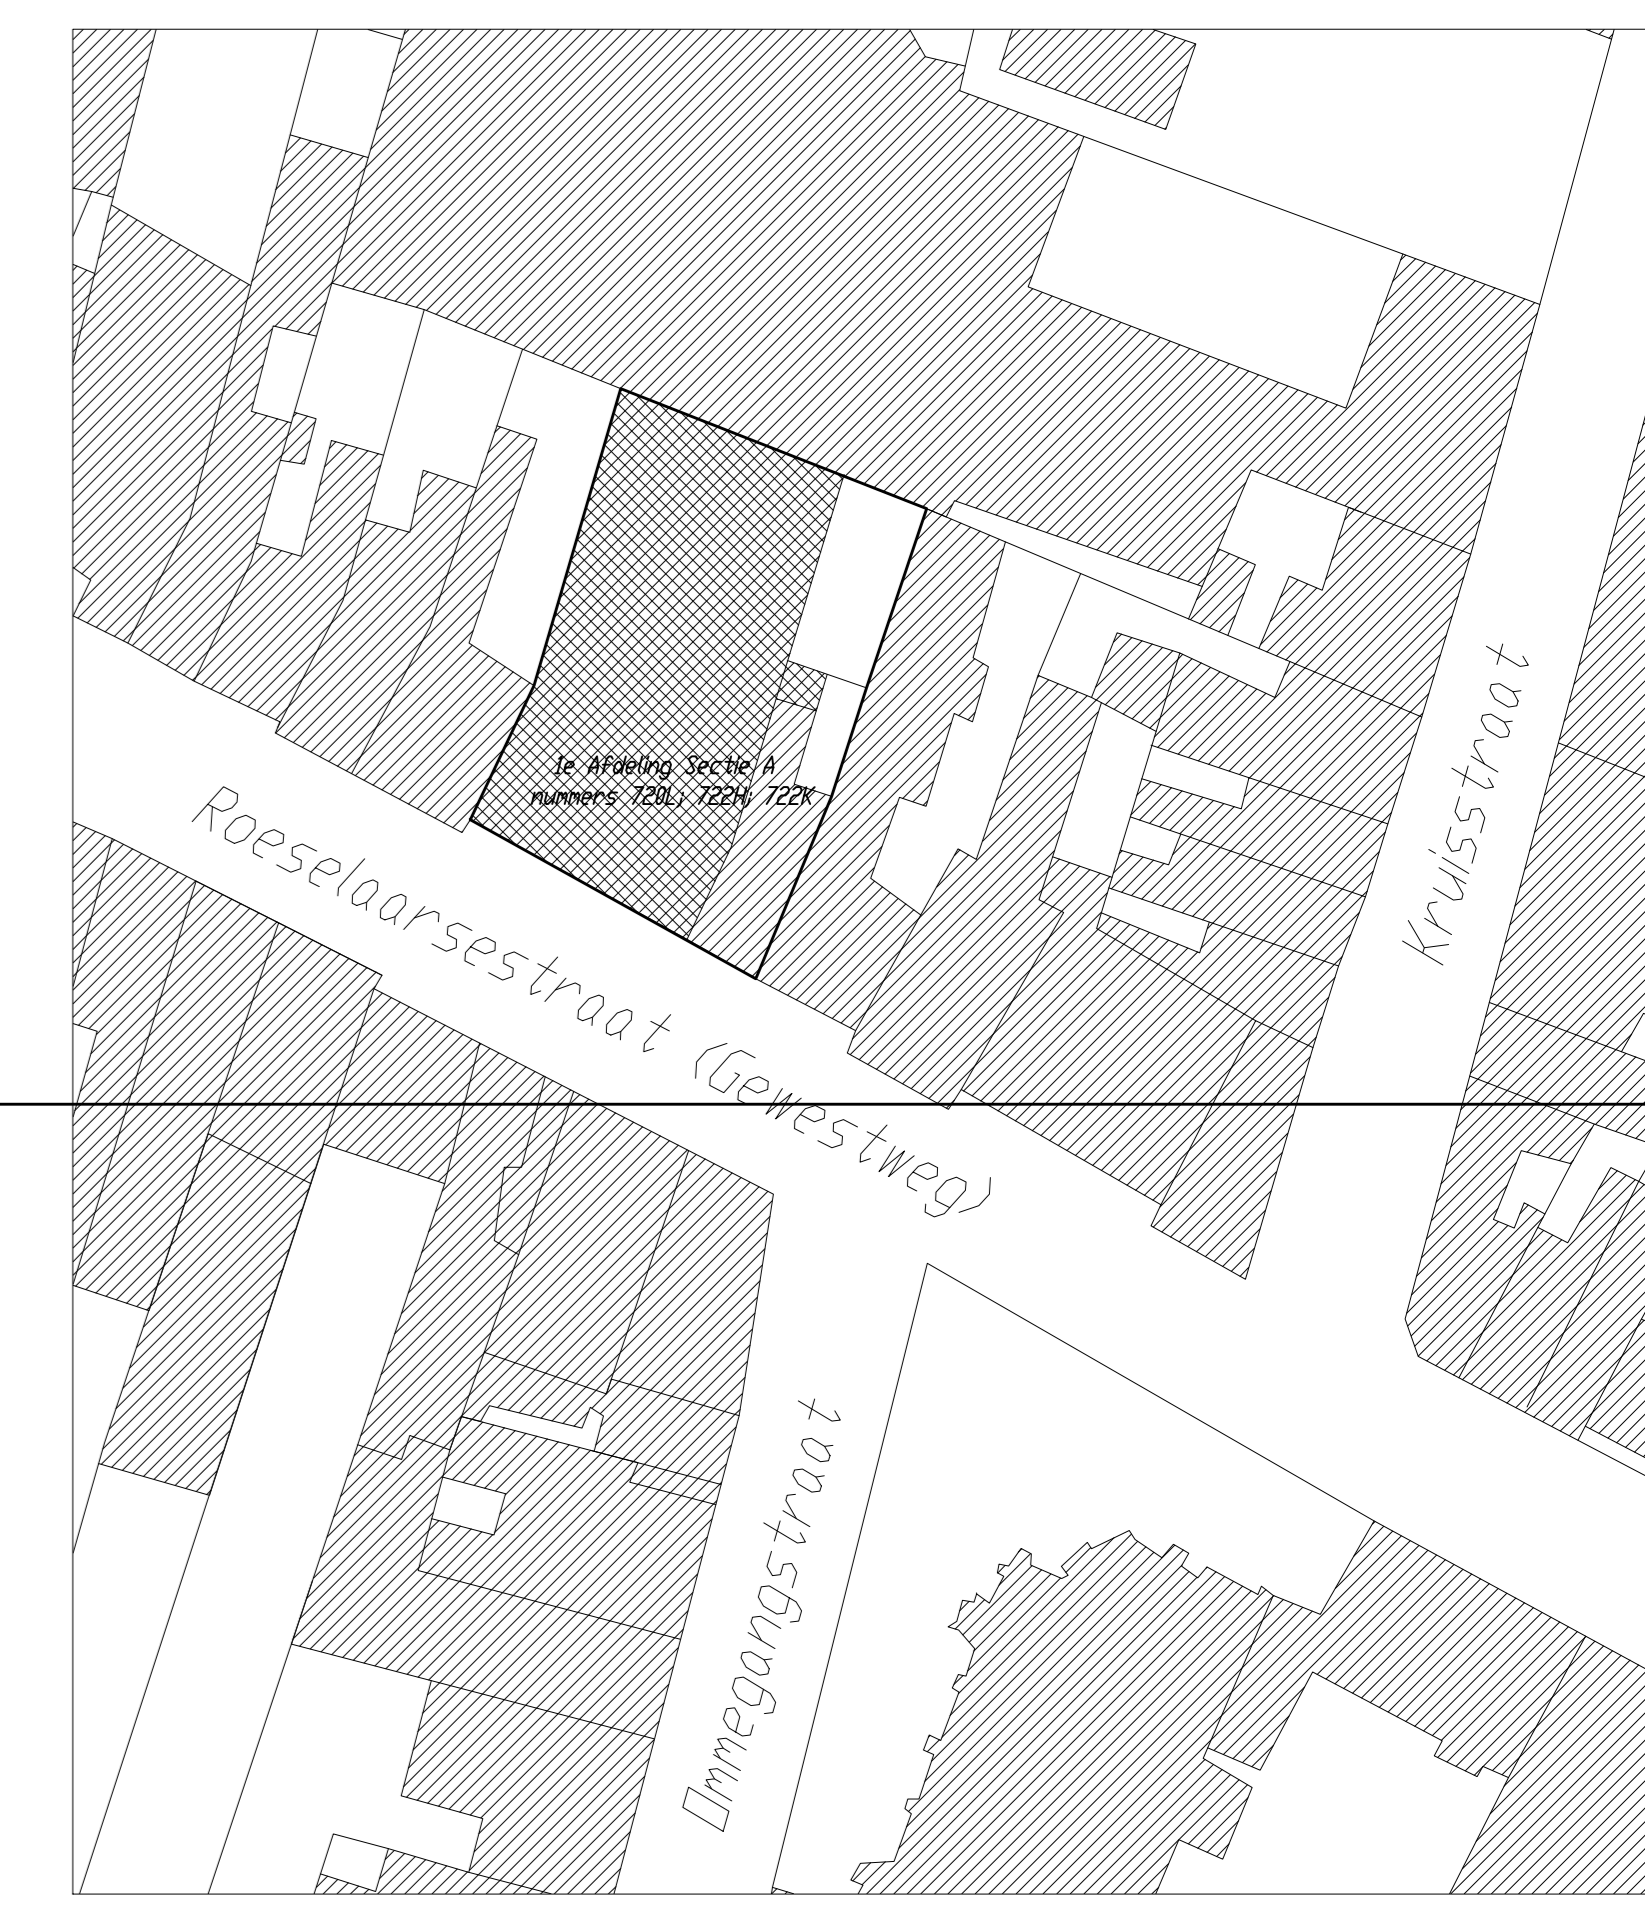 1e Afdeling Sectie A
nummers 720L; 722H; 722K
Roeselaarsestraat (Gewestweg)
Kruisstraat
Ommegangstraat